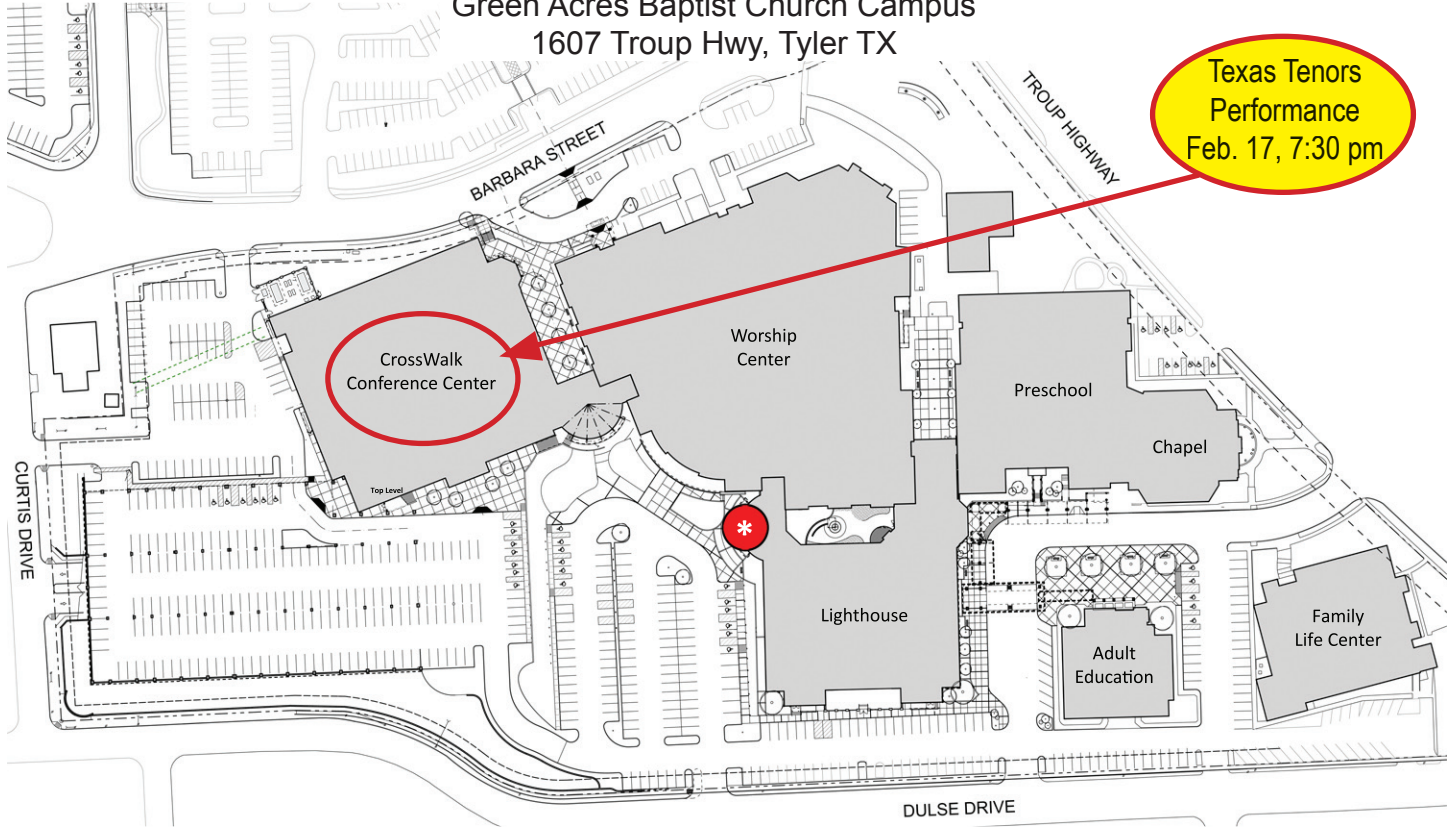 Green Acres Baptist Church Campus
1607 Troup Hwy, Tyler TX
Texas Tenors
Performance
Feb. 17, 7:30 pm
TROUP HIGHWAY
BARBARA STREET
CrossWalk
Conference Center
Worship
Center
Preschool
Chapel
Top Level
CURTIS DRIVE
*
Lighthouse
Adult
Education
Family
Life Center
DULSE DRIVE